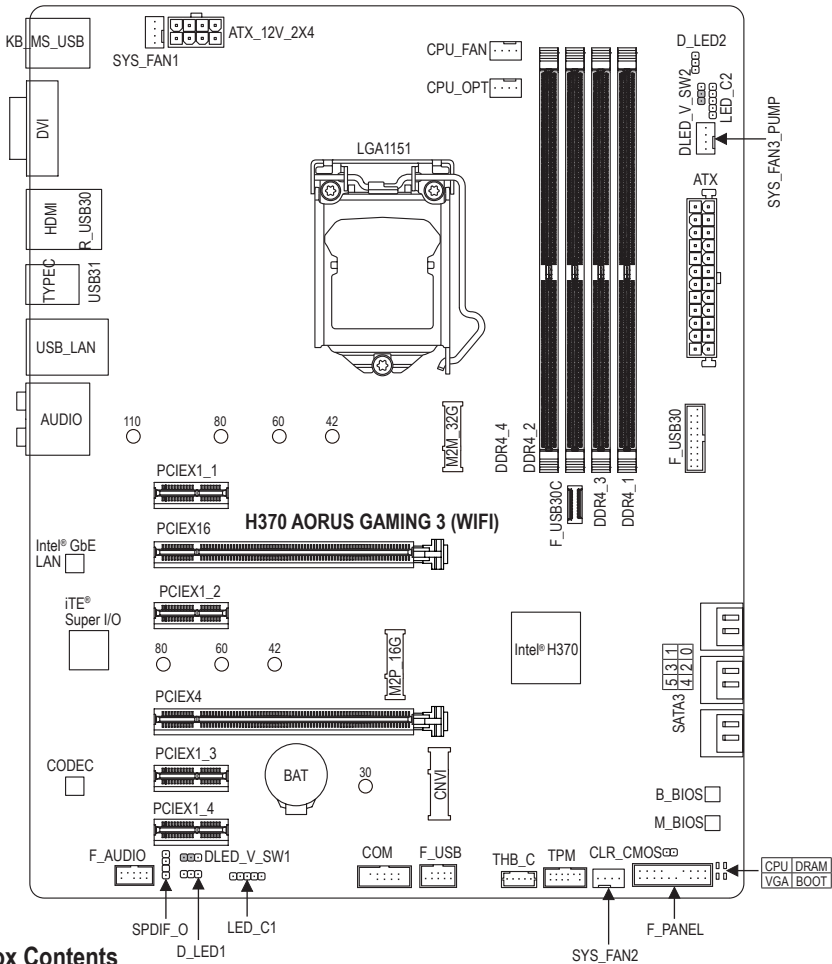 KB_MS_USB
SYS_FAN1
ATX_12V_2X4
CPU_FAN
CPU_OPT
D_LED2
DLED_V_SW2
LED_C2
SYS_FAN3_PUMP
DVI
LGA1151
ATX
HDMI
R_USB30
TYPEC
USB31
USB_LAN
AUDIO
110
80
60
42
M2M_32G
DDR4_4
DDR4_2
F_USB30C
DDR4_3
DDR4_1
F_USB30
PCIEX1_1
PCIEX16
H370 AORUS GAMING 3 (WIFI)
Intel® GbE
LAN
iTE®
Super I/O
PCIEX1_2
80
60
42
M2P_16G
Intel® H370
5 3 1
4 2 0
SATA3
PCIEX4
CODEC
PCIEX1_3
BAT
30
CNVI
PCIEX1_4
B_BIOS
M_BIOS
F_AUDIO
DLED_V_SW1
COM
F_USB
THB_C
TPM
CLR_CMOS
CPU DRAM
VGA BOOT
SPDIF_O
D_LED1
LED_C1
SYS_FAN2
F_PANEL
ox Contents